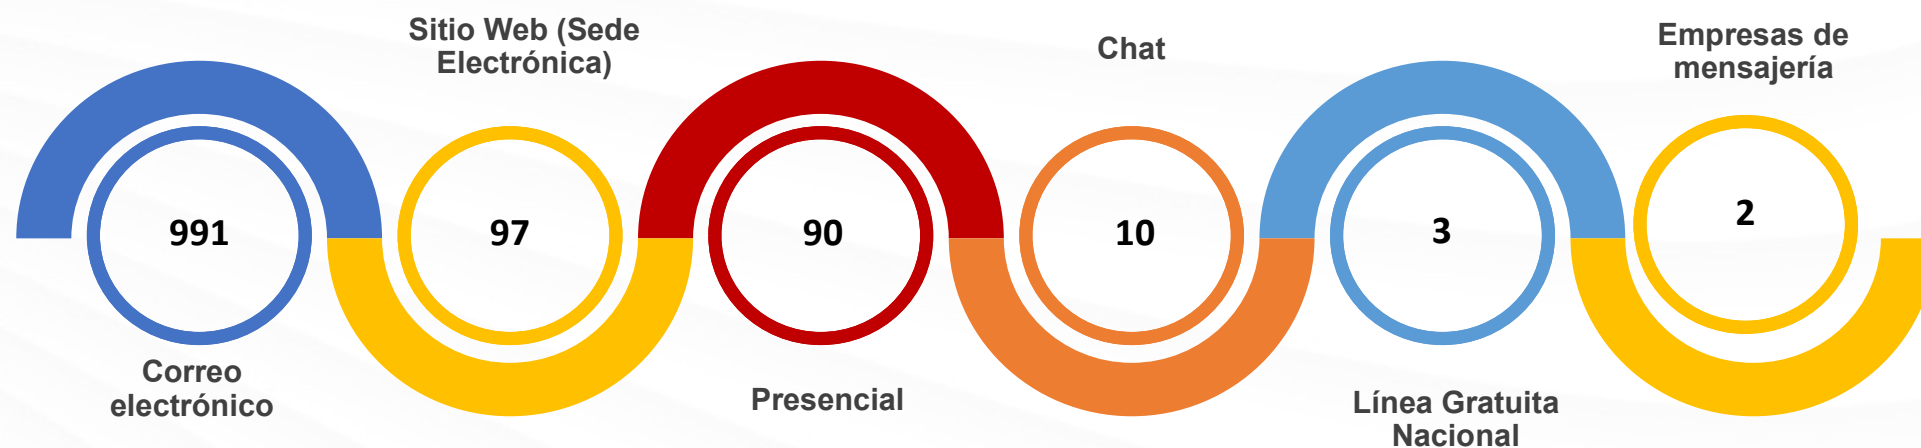 Sitio Web (Sede
Electrónica)
Chat
Empresas de
mensajería
991
97
90
10
3
2
Correo
electrónico
Presencial
Línea Gratuita
Nacional